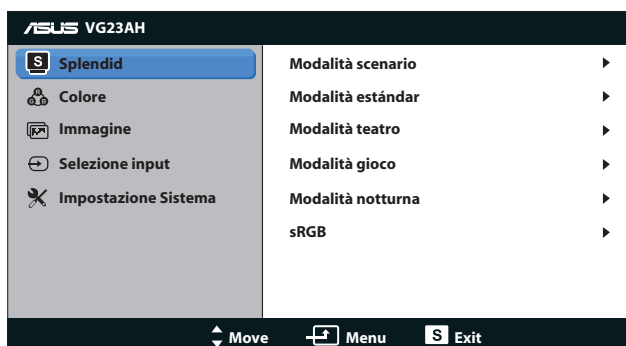 ASUS VG23AH
S Splendid
Colore
Immagine
Selezione input
Impostazione Sistema
Modalità scenario
Modalità estándar
Modalità teatro
Modalità gioco
Modalità notturna
sRGB
Move Menu S Exit